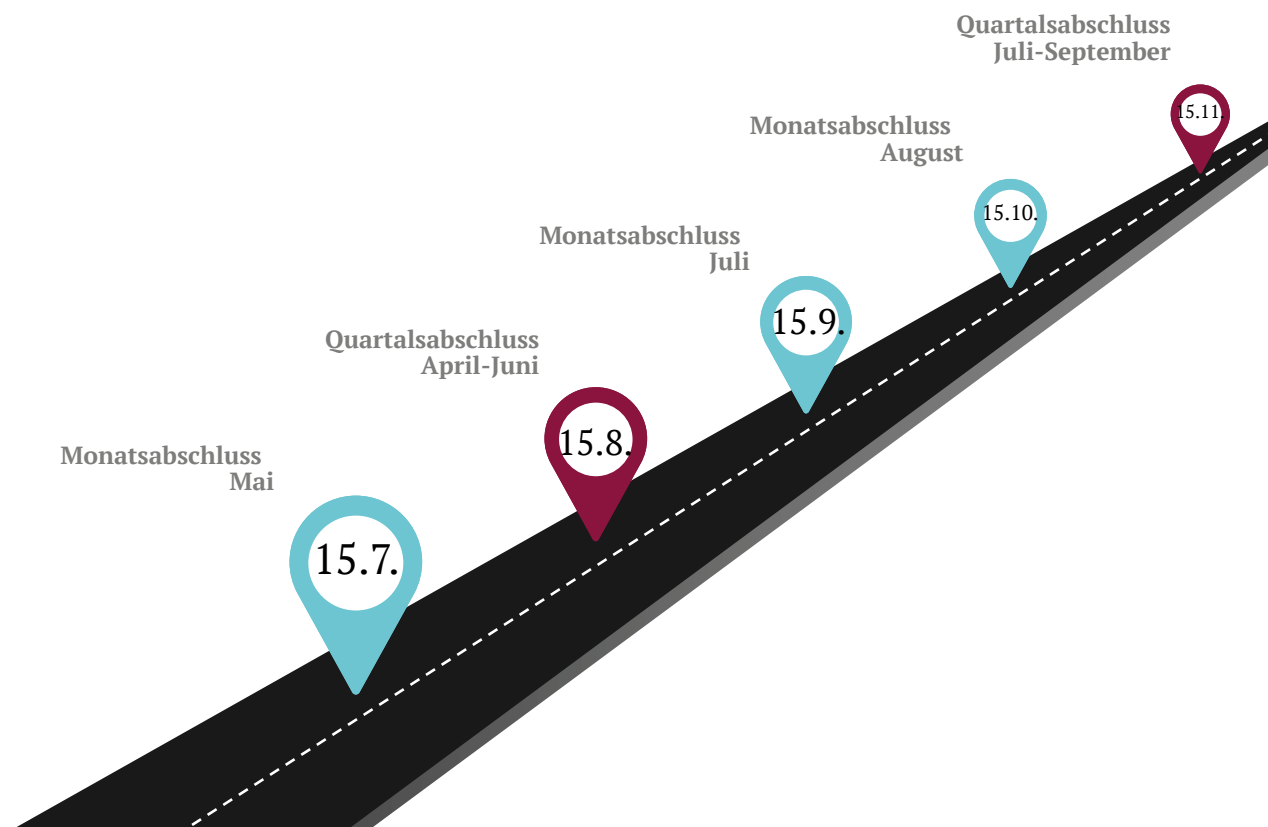 Quartalsabschluss
Juli-September
15.11.
Monatsabschluss
August
15.10.
Monatsabschluss
Juli
15.9.
Quartalsabschluss
April-Juni
15.8.
Monatsabschluss
Mai
15.7.